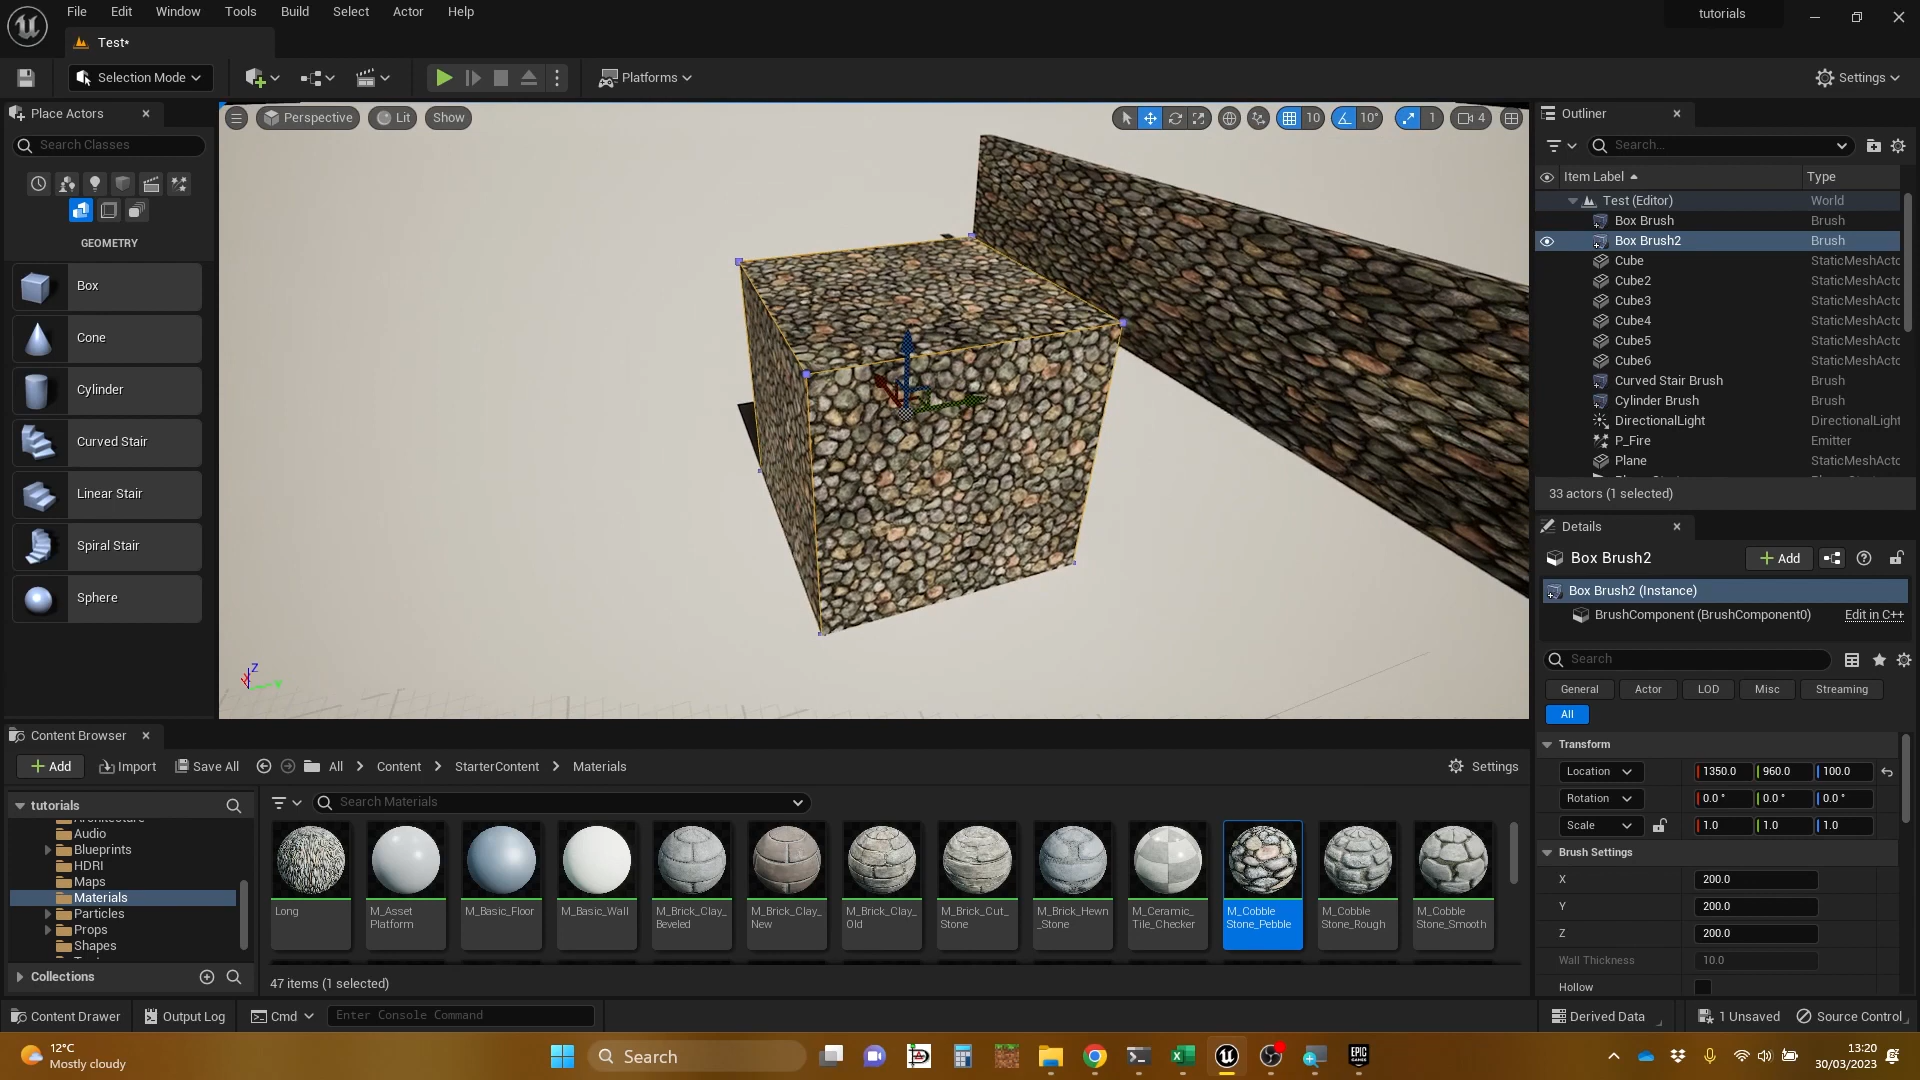 File Edit Window Tools Build Select Actor Help
tutorials
Test*
Selection Mode
Platforms
Settings
Place Actors
Search Classes
GEOMETRY
Box
Cone
Cylinder
Curved Stair
Linear Stair
Spiral Stair
Sphere
Perspective Lit Show
10 10° 1 4
Z
Outliner
Search...
Item Label Type
Test (Editor) World
Box Brush Brush
Box Brush2 Brush
Cube StaticMeshActo
Cube2 StaticMeshActo
Cube3 StaticMeshActo
Cube4 StaticMeshActo
Cube5 StaticMeshActo
Cube6 StaticMeshActo
Curved Stair Brush Brush
Cylinder Brush Brush
DirectionalLight DirectionalLight
P_Fire Emitter
Plane StaticMeshActo
33 actors (1 selected)
Details
Box Brush2
Add
Box Brush2 (Instance)
BrushComponent (BrushComponent0) Edit in C++
Search
General Actor LOD Misc Streaming
All
Transform
Location 1350.0 960.0 100.0
Rotation 0.0 ° 0.0 ° 0.0 °
Scale 1.0 1.0 1.0
Brush Settings
X 200.0
Y 200.0
Z 200.0
Wall Thickness 10.0
Hollow
Content Browser
Add Import Save All All Content StarterContent Materials Settings
tutorials
Audio
Blueprints
HDRI
Maps
Materials
Particles
Props
Shapes
Collections
Search Materials
Long
M_Asset
Platform
M_Basic_Floor
M_Basic_Wall
M_Brick_Clay_
Beveled
M_Brick_Clay_
New
M_Brick_Clay_
Old
M_Brick_Cut_
Stone
M_Brick_Hewn
_Stone
M_Ceramic_
Tile_Checker
M_Cobble
Stone_Pebble
M_Cobble
Stone_Rough
M_Cobble
Stone_Smooth
47 items (1 selected)
Content Drawer Output Log Cmd Enter Console Command Derived Data 1 Unsaved Source Control
12°C
Mostly cloudy
Search
EPIC
GAMES
13:20
30/03/2023